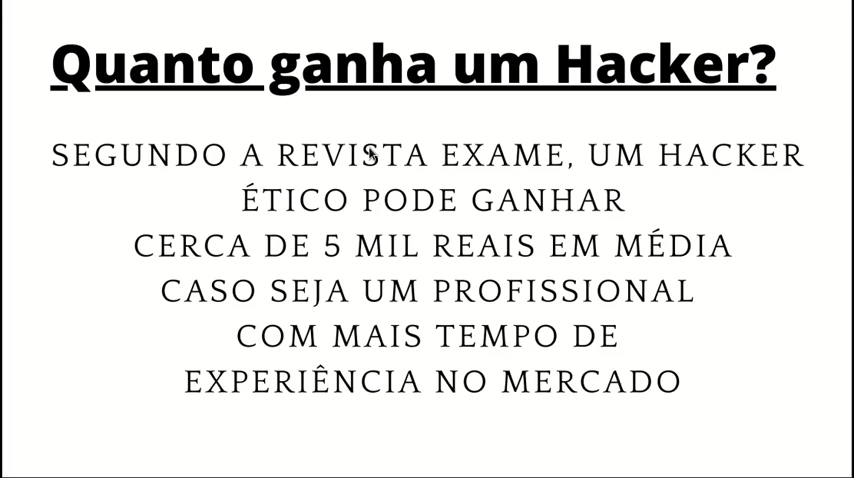 Quanto ganha um Hacker?
SEGUNDO A REVISTA EXAME, UM HACKER
ÉTICO PODE GANHAR
CERCA DE 5 MIL REAIS EM MÉDIA
CASO SEJA UM PROFISSIONAL
COM MAIS TEMPO DE
EXPERIÊNCIA NO MERCADO